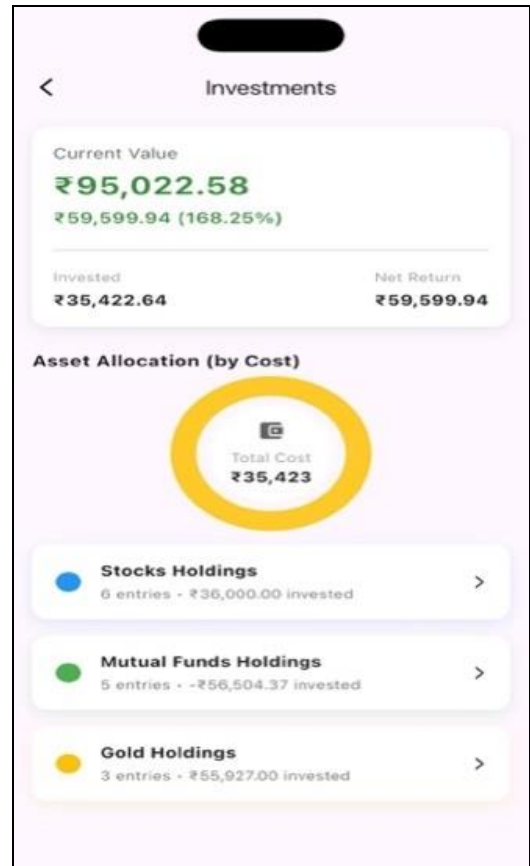 Investments
Current Value
₹95,022.58
₹59,599.94 (168.25%)
Invested
Net Return
₹35,422.64
₹59,599.94
Asset Allocation (by Cost)
Total Cost
₹35,423
Stocks Holdings
6 entries • ₹36,000.00 invested
Mutual Funds Holdings
5 entries • -₹56,504.37 invested
Gold Holdings
3 entries • ₹55,927.00 invested